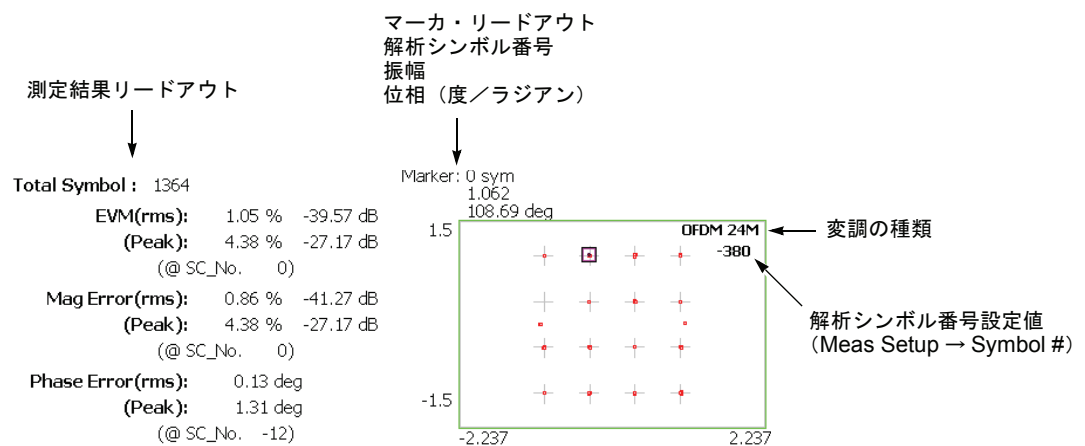 マーカ・リードアウト
解析シンボル番号
振幅
位相（度／ラジアン）
測定結果リードアウト
Total Symbol : 1364
EVM(rms): 1.05 % -39.57 dB
(Peak): 4.38 % -27.17 dB
(@ SC_No. 0)
Mag Error(rms): 0.86 % -41.27 dB
(Peak): 4.38 % -27.17 dB
(@ SC_No. 0)
Phase Error(rms): 0.13 deg
(Peak): 1.31 deg
(@ SC_No. -12)
Marker: 0 sym
1.062
108.69 deg
1.5
OFDM 24M
-380
-1.5
-2.237 2.237
変調の種類
解析シンボル番号設定値
（Meas Setup → Symbol #）